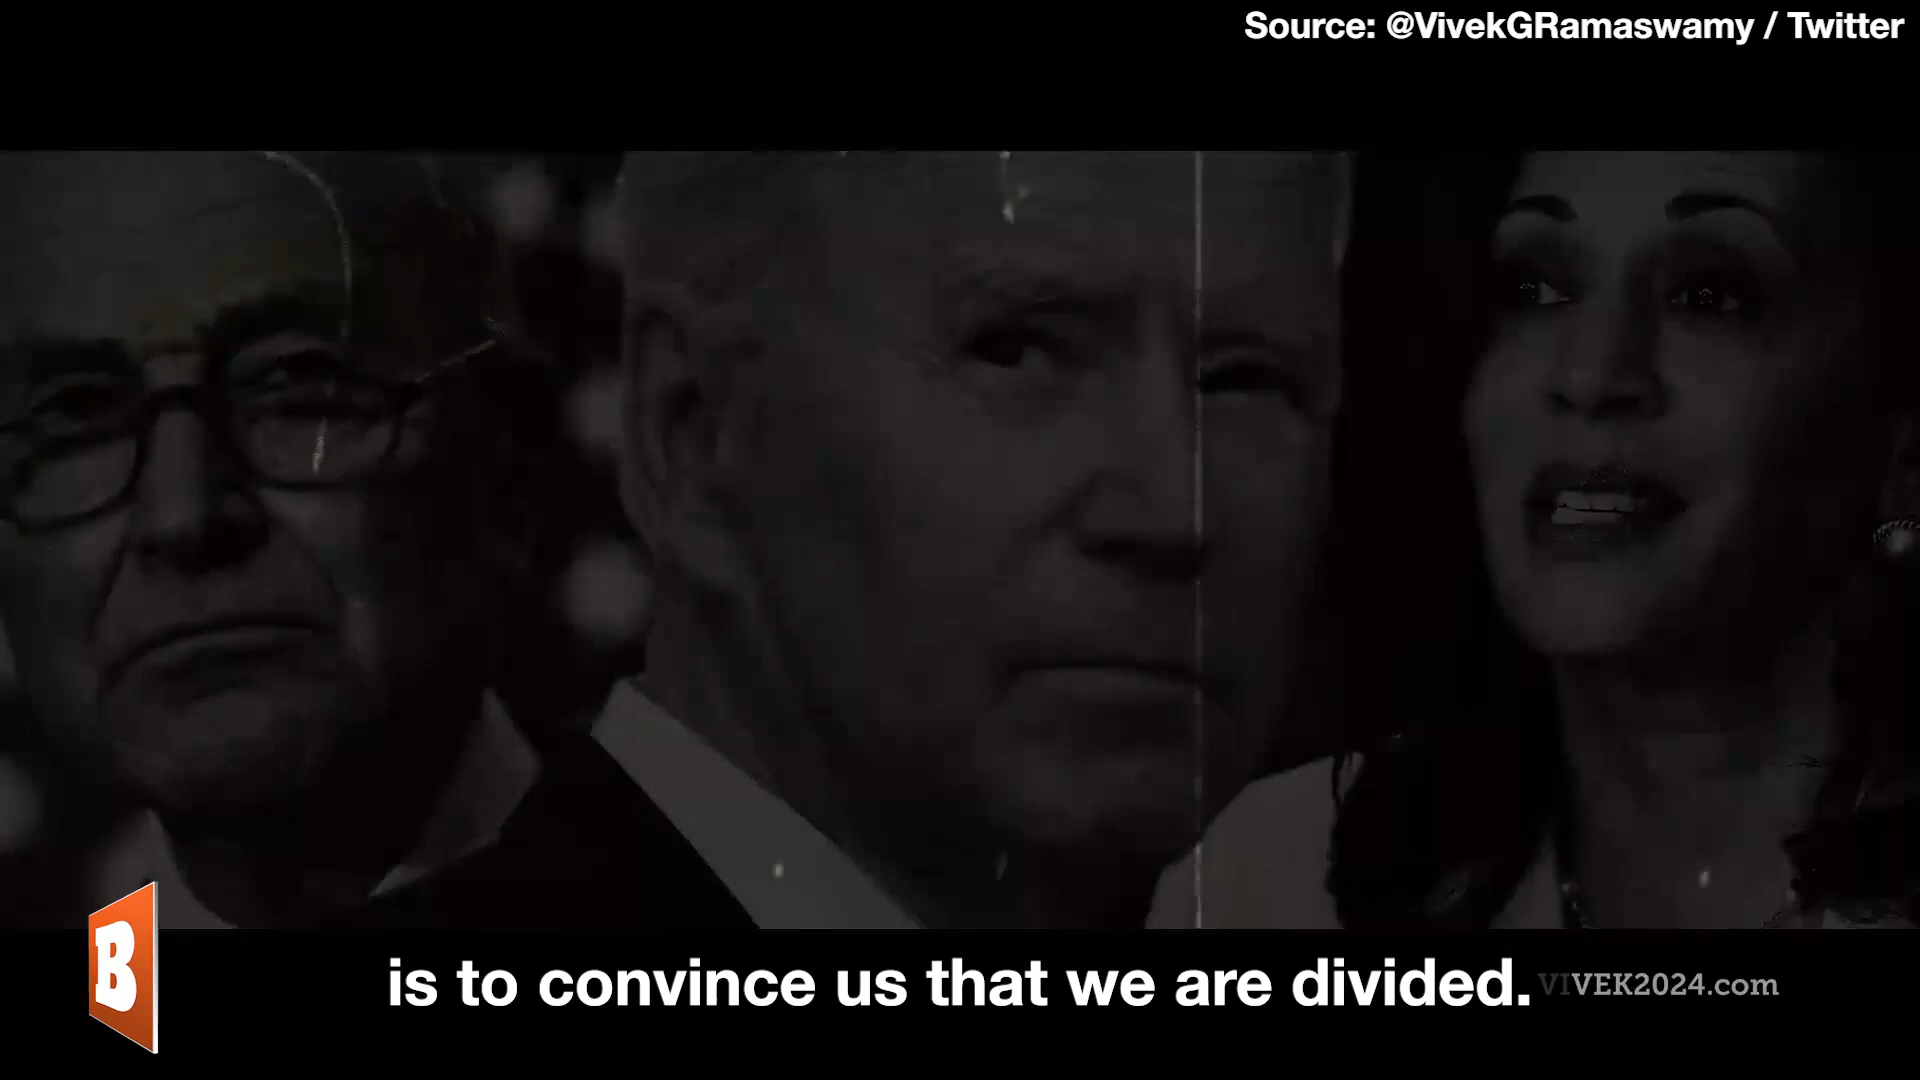 Source: @VivekGRamaswamy / Twitter
B
is to convince us that we are divided.
VIVEK2024.com